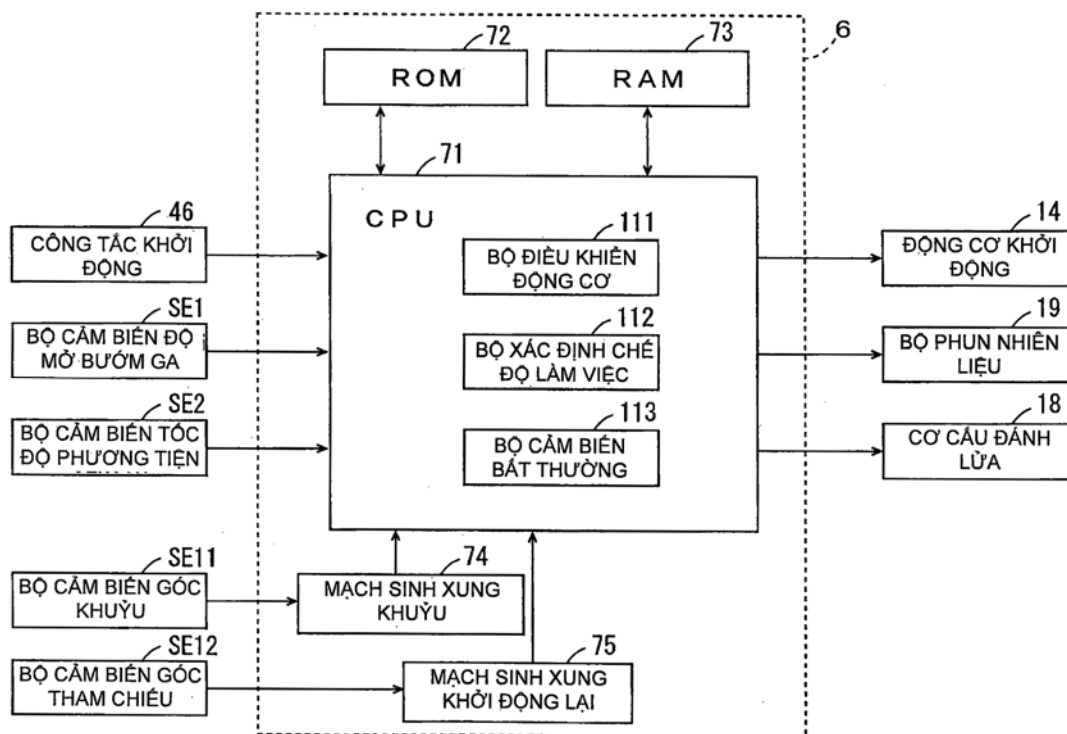 6
72
ROM
73
RAM
71
CPU
46
CÔNG TẮC KHỞI
ĐỘNG
SE1
BỘ CẢM BIẾN ĐỘ
MỞ BƯỚM GA
SE2
BỘ CẢM BIẾN TỐC
ĐỘ PHƯƠNG TIỆN
111
BỘ ĐIỀU KHIỂN
ĐỘNG CƠ
112
BỘ XÁC ĐỊNH CHẾ
ĐỘ LÀM VIỆC
113
BỘ CẢM BIẾN
BẤT THƯỜNG
14
ĐỘNG CƠ KHỞI
ĐỘNG
19
BỘ PHUN NHIÊN
LIỆU
18
CƠ CẤU ĐÁNH
LỬA
SE11
BỘ CẢM BIẾN GÓC
KHUỶU
74
MẠCH SINH XUNG
KHUỶU
SE12
BỘ CẢM BIẾN GÓC
THAM CHIẾU
75
MẠCH SINH XUNG
KHỞI ĐỘNG LẠI